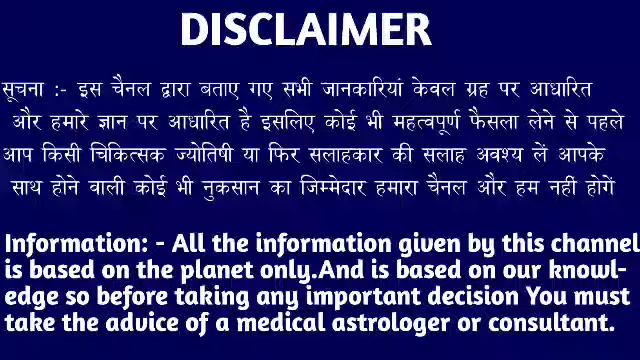 DISCLAIMER
सूचना :- इस चैनल द्वारा बताए गए सभी जानकारियां केवल ग्रह पर आधारित
और हमारे ज्ञान पर आधारित है इसलिए कोई भी महत्वपूर्ण फैसला लेने से पहले
आप किसी चिकित्सक ज्योतिषी या फिर सलाहकार की सलाह अवश्य लें आपके
साथ होने वाली कोई भी नुकसान का जिम्मेदार हमारा चैनल और हम नहीं होगें
Information: - All the information given by this channel
is based on the planet only.And is based on our knowl-
edge so before taking any important decision You must
take the advice of a medical astrologer or consultant.